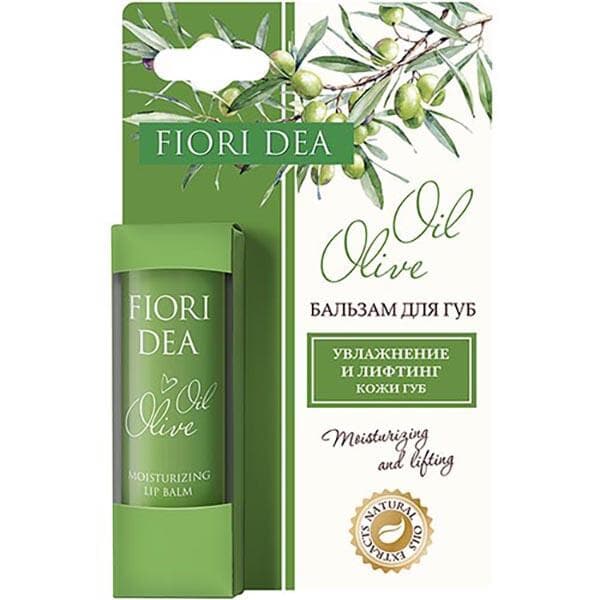 FIORI DEA
Olive Oil
БАЛЬЗАМ ДЛЯ ГУБ
УВЛАЖНЕНИЕ
И ЛИФТИНГ
КОЖИ ГУБ
Moisturizing
and lifting
NATURAL OILS EXTRACTS
FIORI
DEA
Olive Oil
MOISTURIZING
LIP BALM